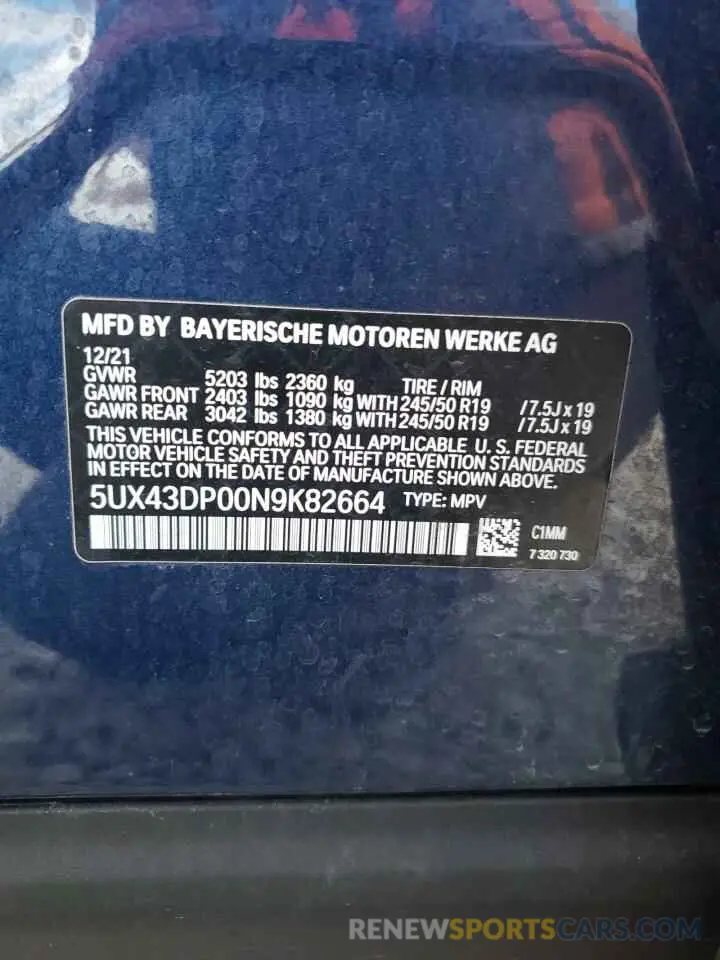 MFD BY BAYERISCHE MOTOREN WERKE AG
12/21
GVWR 5203 lbs 2360 kg TIRE / RIM
GAWR FRONT 2403 lbs 1090 kg WITH 245/50 R19 /7.5J x 19
GAWR REAR 3042 lbs 1380 kg WITH 245/50 R19 /7.5J x 19
THIS VEHICLE CONFORMS TO ALL APPLICABLE U. S. FEDERAL
MOTOR VEHICLE SAFETY AND THEFT PREVENTION STANDARDS
IN EFFECT ON THE DATE OF MANUFACTURE SHOWN ABOVE.
5UX43DP00N9K82664 TYPE: MPV
C1MM
7 320 730
RENEWSPORTSCARS.COM